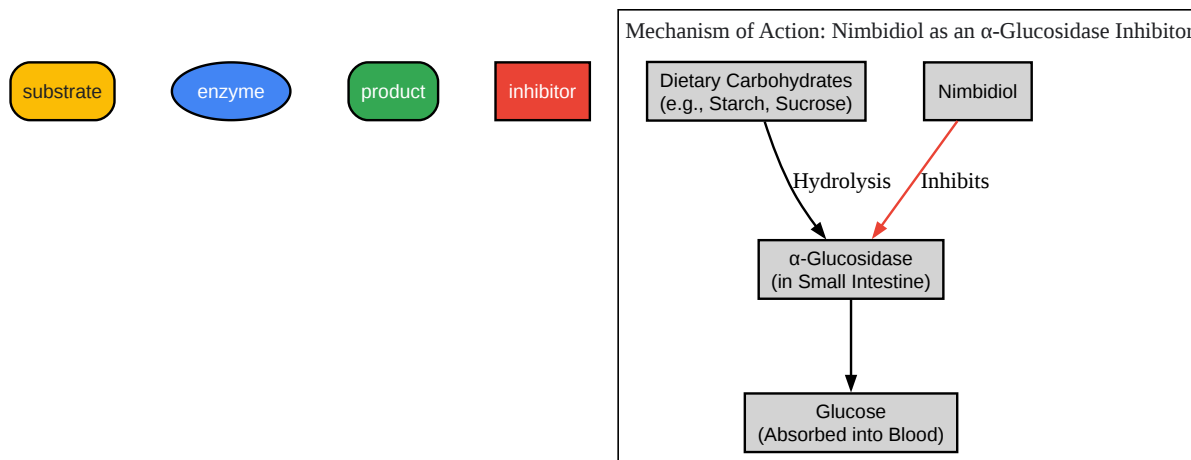 Mechanism of Action: Nimbidiol as an α-Glucosidase Inhibitor
substrate
enzyme
product
inhibitor
Dietary Carbohydrates
(e.g., Starch, Sucrose)
Nimbidiol
Hydrolysis
Inhibits
α-Glucosidase
(in Small Intestine)
Glucose
(Absorbed into Blood)